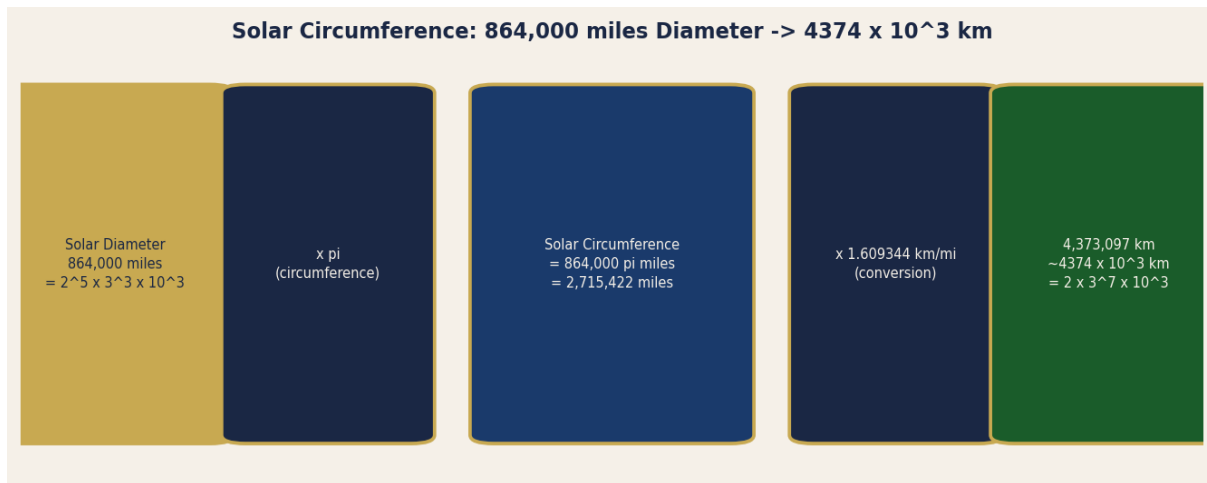 Solar Circumference: 864,000 miles Diameter -> 4374 x 10^3 km
Solar Diameter
864,000 miles
= 2^5 x 3^3 x 10^3
x pi
(circumference)
Solar Circumference
= 864,000 pi miles
= 2,715,422 miles
x 1.609344 km/mi
(conversion)
4,373,097 km
~4374 x 10^3 km
= 2 x 3^7 x 10^3